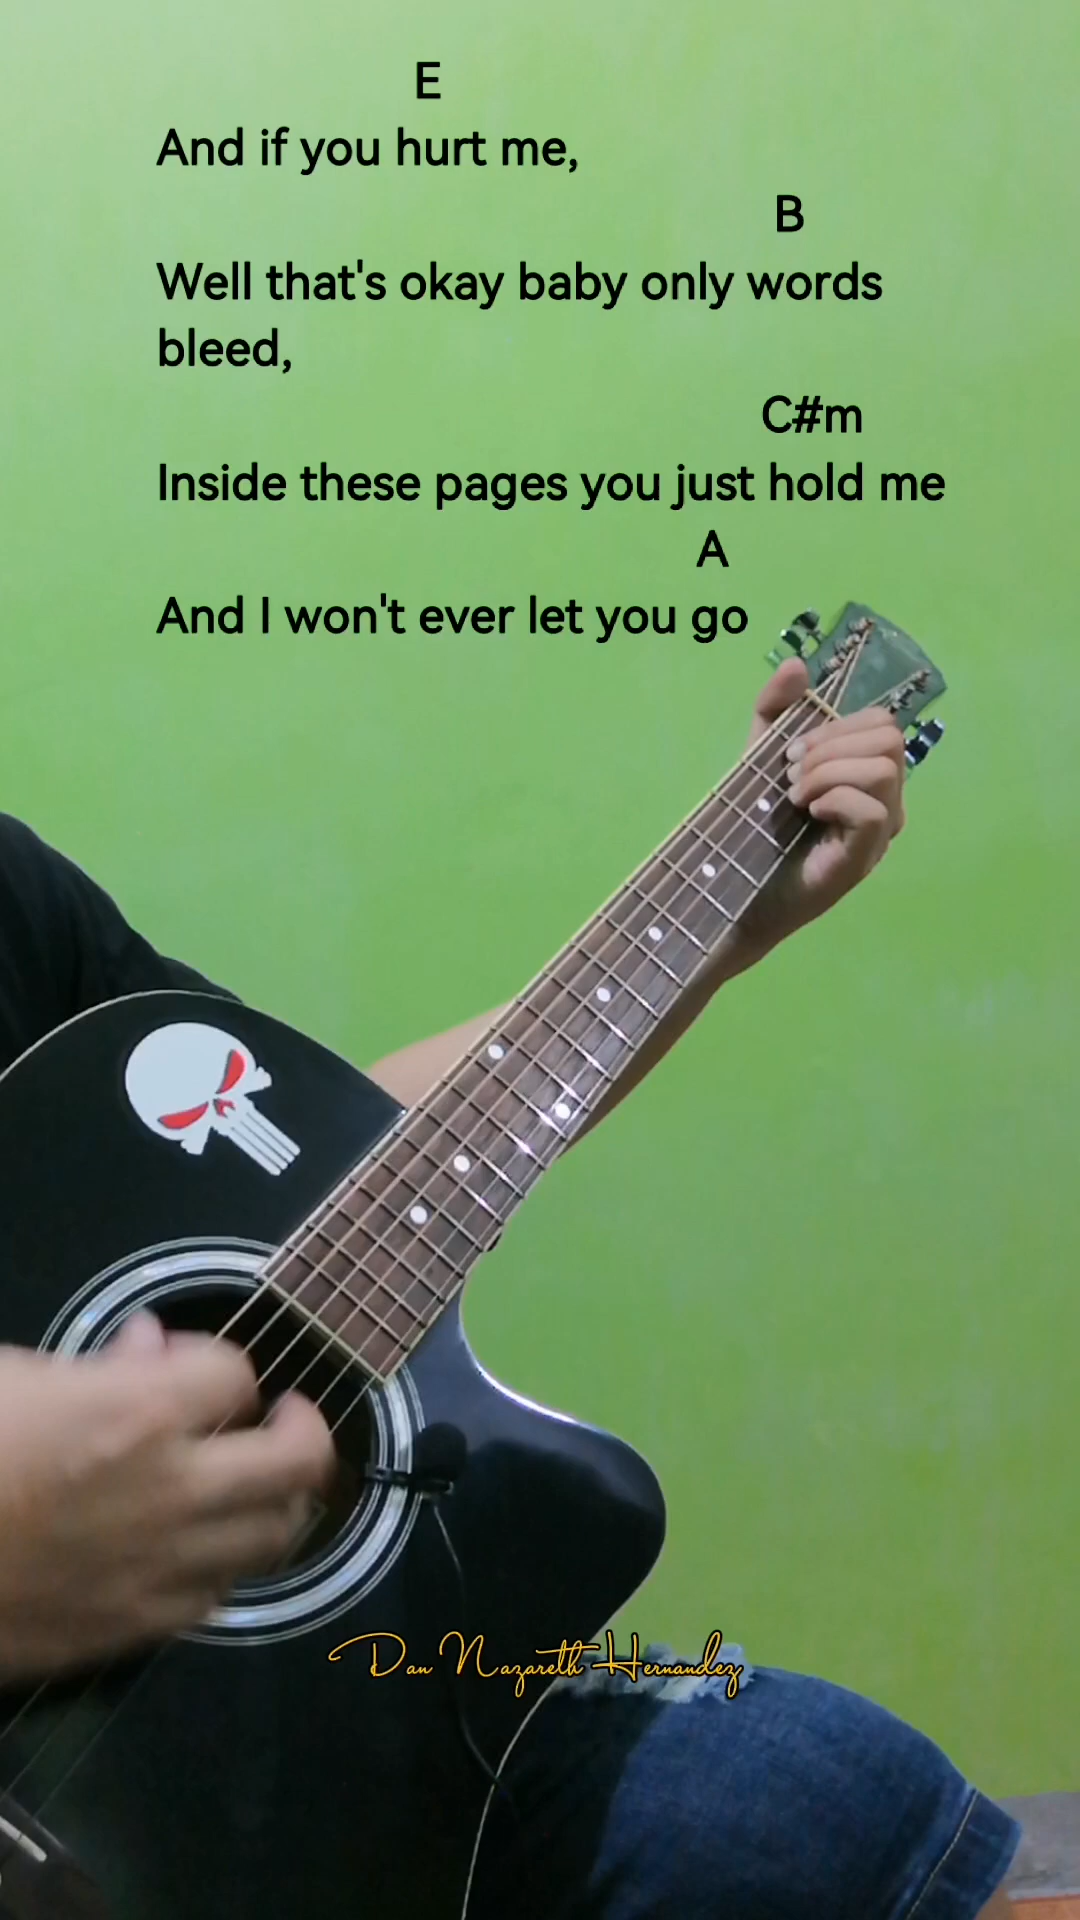 E
And if you hurt me,
B
Well that's okay baby only words
bleed,
C#m
Inside these pages you just hold me
A
And I won't ever let you go
Dan Nazareth Hernandez